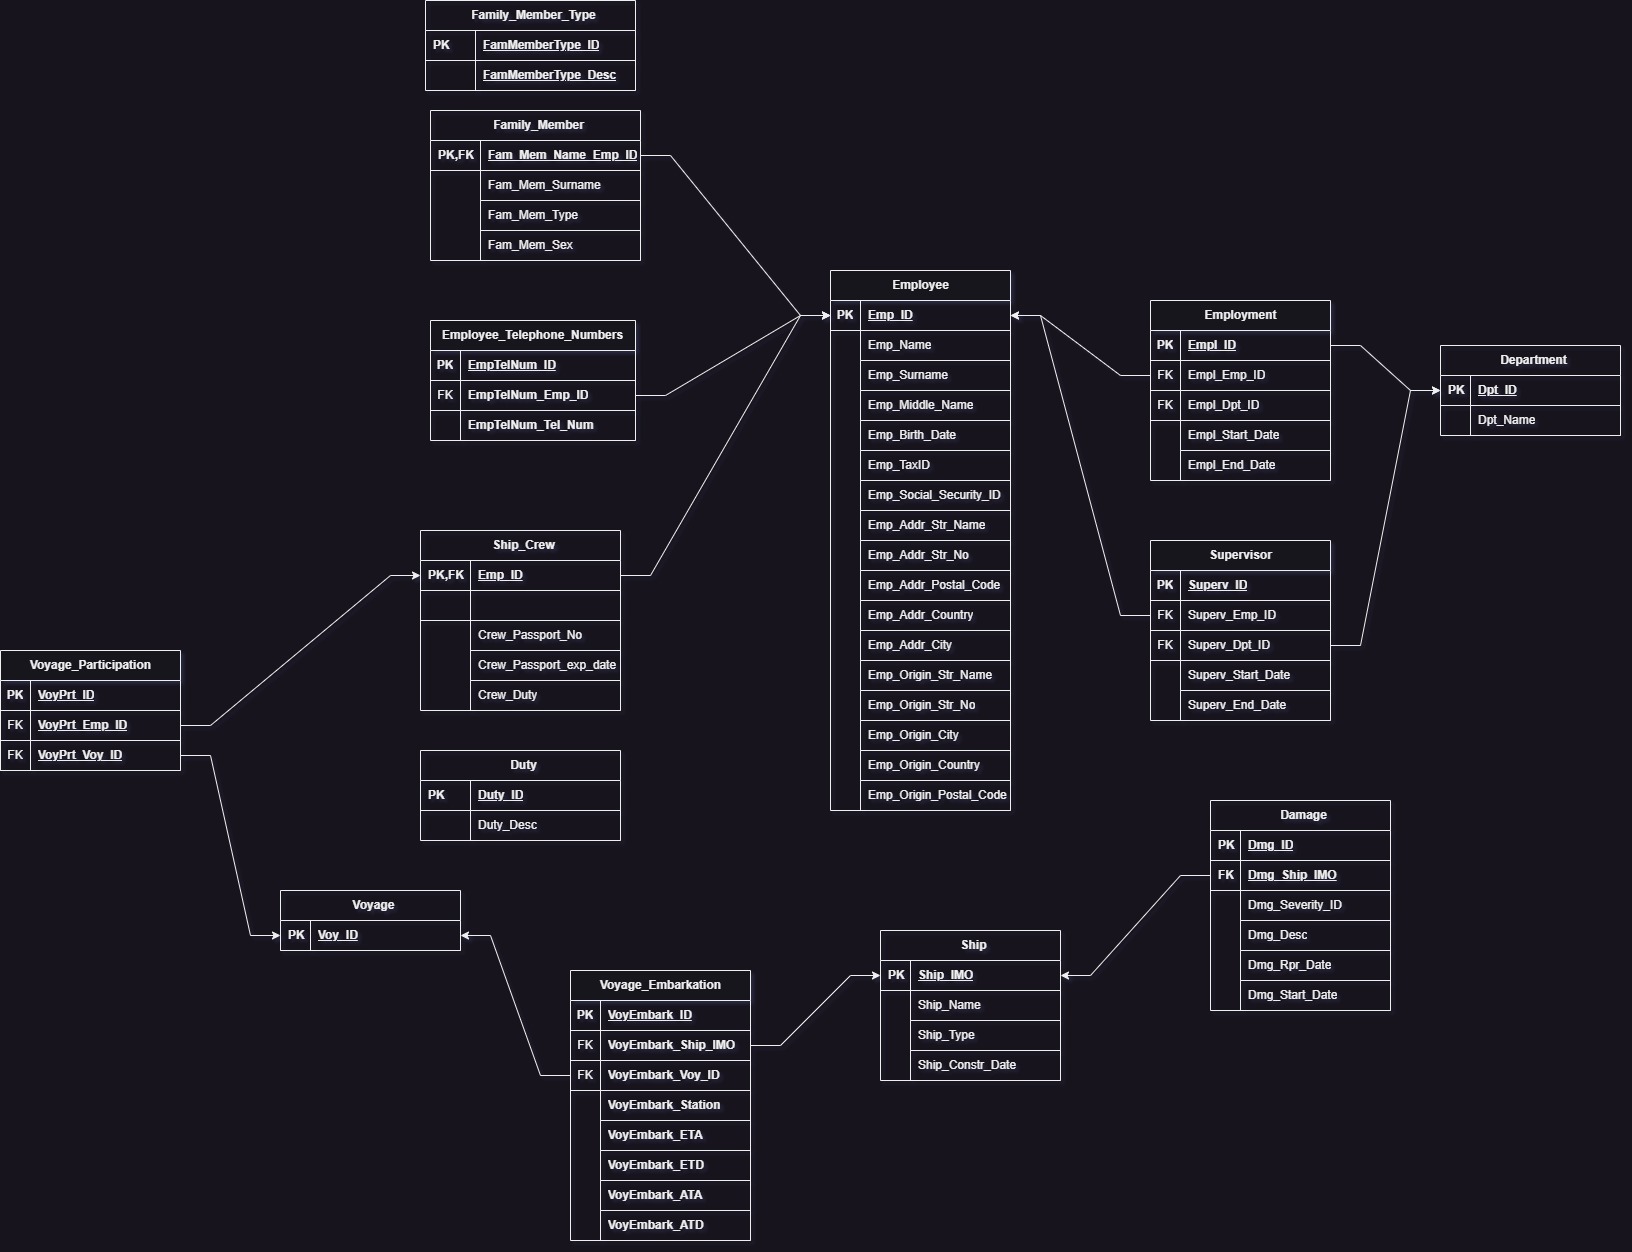 Family_Member_Type
PK FamMemberType_ID
FamMemberType_Desc
Family_Member
PK,FK Fam_Mem_Name_Emp_ID
Fam_Mem_Surname
Fam_Mem_Type
Fam_Mem_Sex
Employee_Telephone_Numbers
PK EmpTelNum_ID
FK EmpTelNum_Emp_ID
EmpTelNum_Tel_Num
Ship_Crew
PK,FK Emp_ID
Crew_Passport_No
Crew_Passport_exp_date
Crew_Duty
Voyage_Participation
PK VoyPrt_ID
FK VoyPrt_Emp_ID
FK VoyPrt_Voy_ID
Duty
PK Duty_ID
Duty_Desc
Voyage
PK Voy_ID
Voyage_Embarkation
PK VoyEmbark_ID
FK VoyEmbark_Ship_IMO
FK VoyEmbark_Voy_ID
VoyEmbark_Station
VoyEmbark_ETA
VoyEmbark_ETD
VoyEmbark_ATA
VoyEmbark_ATD
Employee
PK Emp_ID
Emp_Name
Emp_Surname
Emp_Middle_Name
Emp_Birth_Date
Emp_TaxID
Emp_Social_Security_ID
Emp_Addr_Str_Name
Emp_Addr_Str_No
Emp_Addr_Postal_Code
Emp_Addr_Country
Emp_Addr_City
Emp_Origin_Str_Name
Emp_Origin_Str_No
Emp_Origin_City
Emp_Origin_Country
Emp_Origin_Postal_Code
Employment
PK Empl_ID
FK Empl_Emp_ID
FK Empl_Dpt_ID
Empl_Start_Date
Empl_End_Date
Department
PK Dpt_ID
Dpt_Name
Supervisor
PK Superv_ID
FK Superv_Emp_ID
FK Superv_Dpt_ID
Superv_Start_Date
Superv_End_Date
Damage
PK Dmg_ID
FK Dmg_Ship_IMO
Dmg_Severity_ID
Dmg_Desc
Dmg_Rpr_Date
Dmg_Start_Date
Ship
PK Ship_IMO
Ship_Name
Ship_Type
Ship_Constr_Date